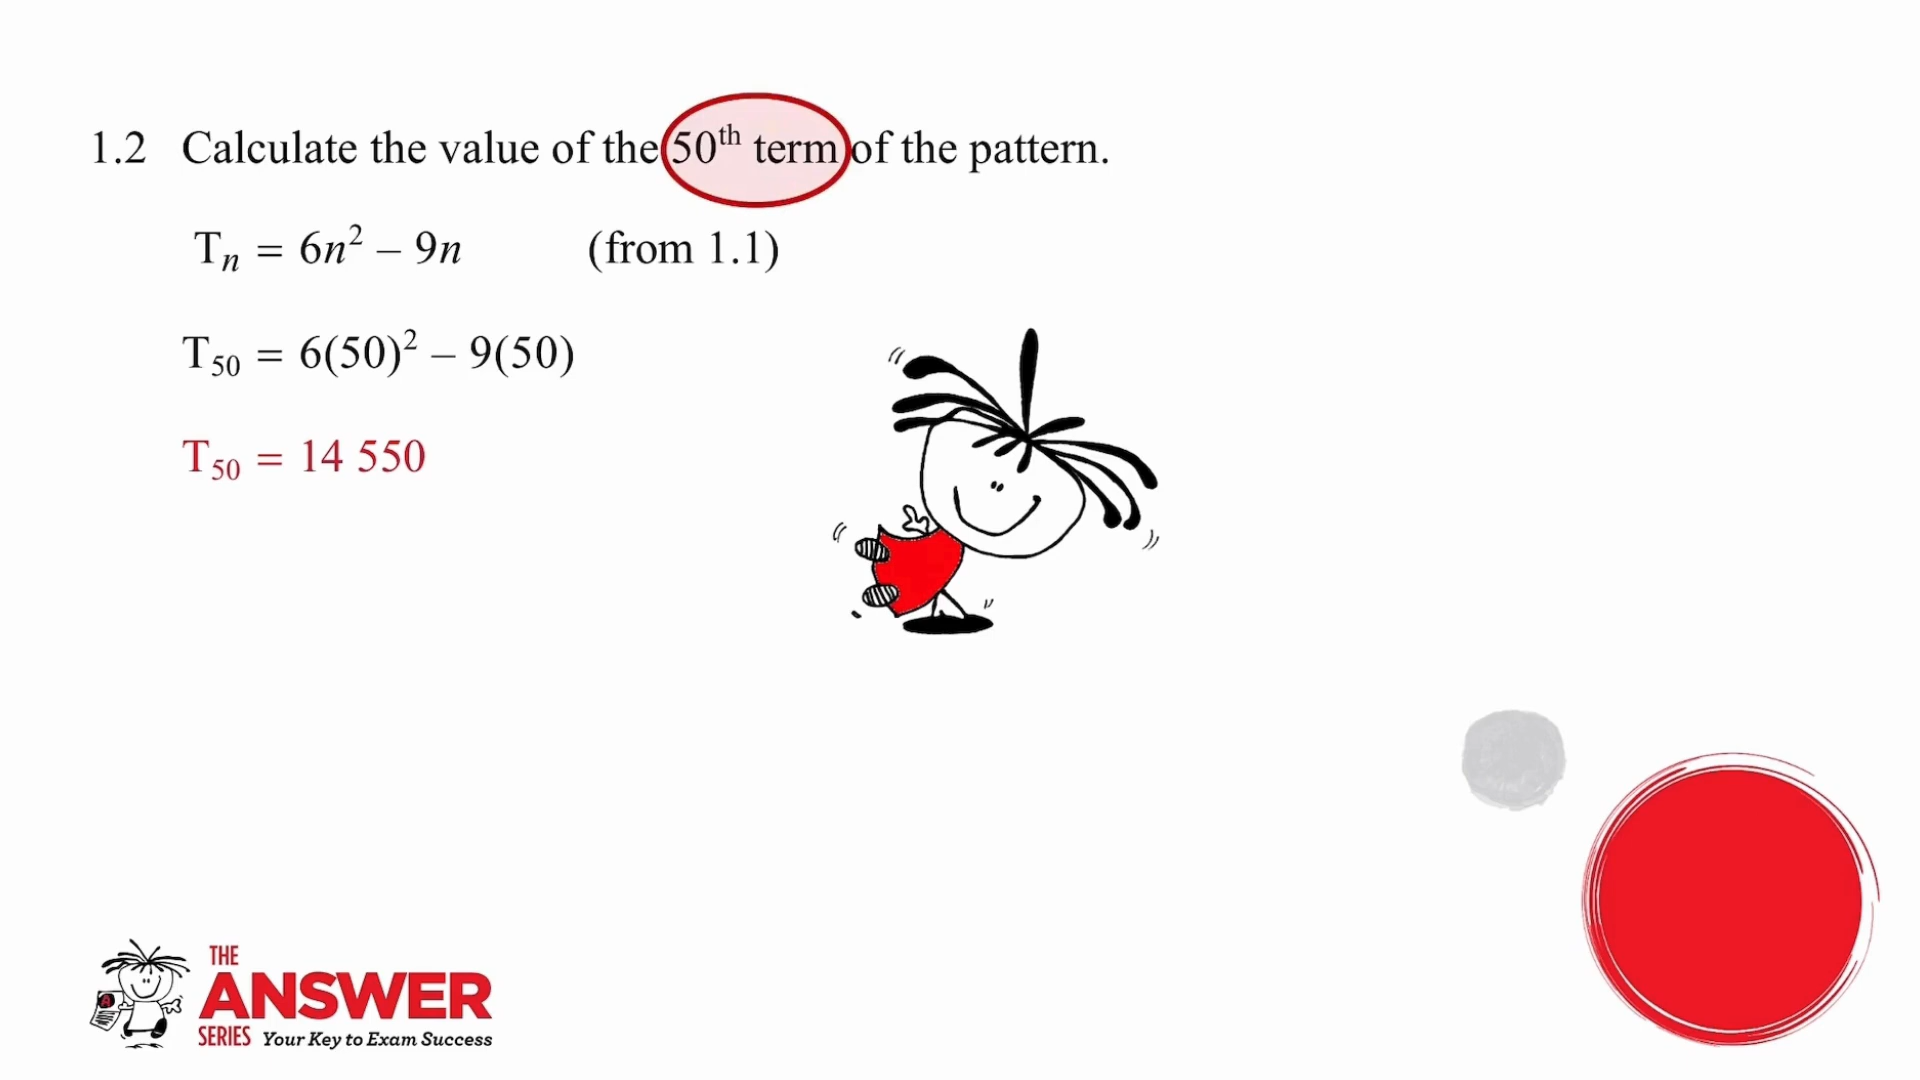 1.2 Calculate the value of the 50th term of the pattern.
Tn = 6n² – 9n (from 1.1)
T50 = 6(50)² – 9(50)
T50 = 14 550
THE
ANSWER
SERIES Your Key to Exam Success